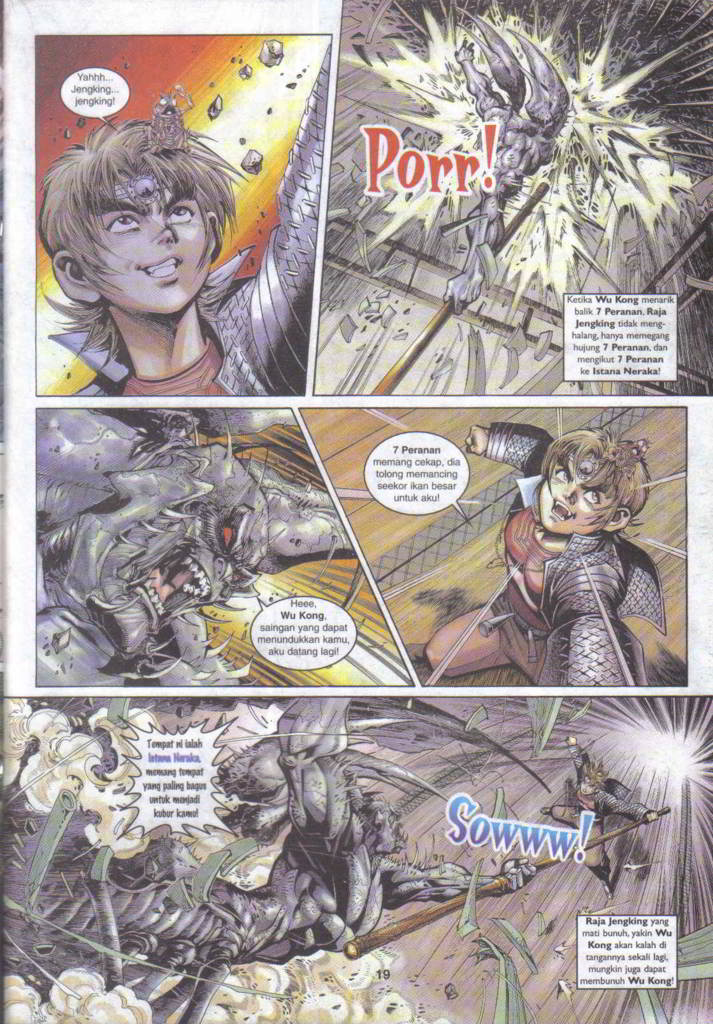 Yahhh...
Jengking...
jengking!
Porr!
Ketika Wu Kong menarik
balik 7 Peranan, Raja
Jengking tidak meng-
halang, hanya memegang
hujung 7 Peranan, dan
mengikut 7 Peranan
ke Istana Neraka!
Heee,
Wu Kong,
saingan yang dapat
menundukkan kamu,
aku datang lagi!
7 Peranan
memang cekap, dia
tolong memancing
seekor ikan besar
untuk aku!
Tempat ni ialah
Istana Neraka,
memang tempat
yang paling bagus
untuk menjadi
kubur kamu!
Sowww!
Raja Jengking yang
mati bunuh, yakin Wu
Kong akan kalah di
tangannya sekali lagi,
mungkin juga dapat
membunuh Wu Kong!
19